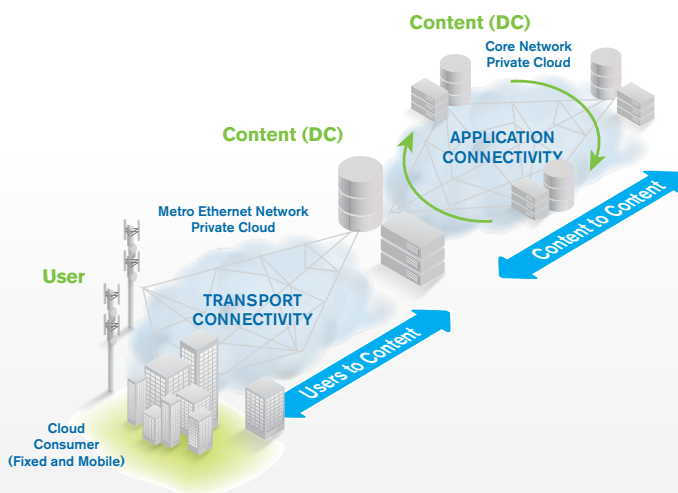 Content (DC)
Core Network
Private Cloud
APPLICATION
CONNECTIVITY
Content (DC)
Content to Content
Metro Ethernet Network
Private Cloud
User
TRANSPORT
CONNECTIVITY
Users to Content
Cloud
Consumer
(Fixed and Mobile)